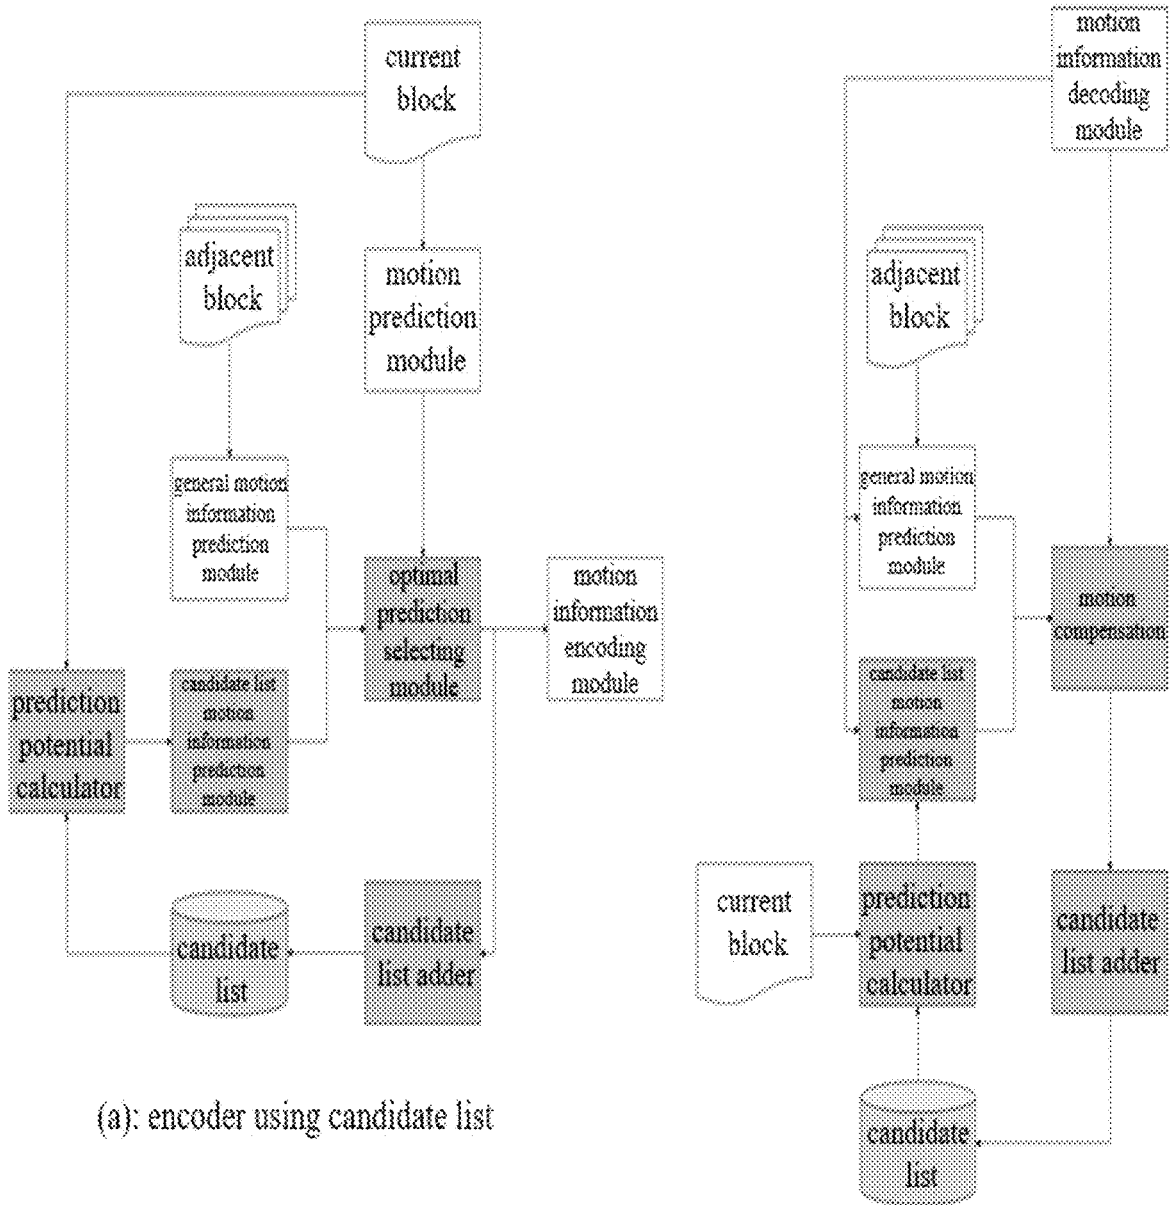 current
block
adjacent
block
motion
prediction
module
general motion
information
prediction
module
optimal
prediction
selecting
module
motion
information
encoding
module
prediction
potential
calculator
candidate list
motion
information
prediction
module
candidate
list
candidate
list adder
(a): encoder using candidate list
motion
information
decoding
module
adjacent
block
general motion
information
prediction
module
motion
compensation
candidate list
motion
information
prediction
module
current
block
prediction
potential
calculator
candidate
list adder
candidate
list